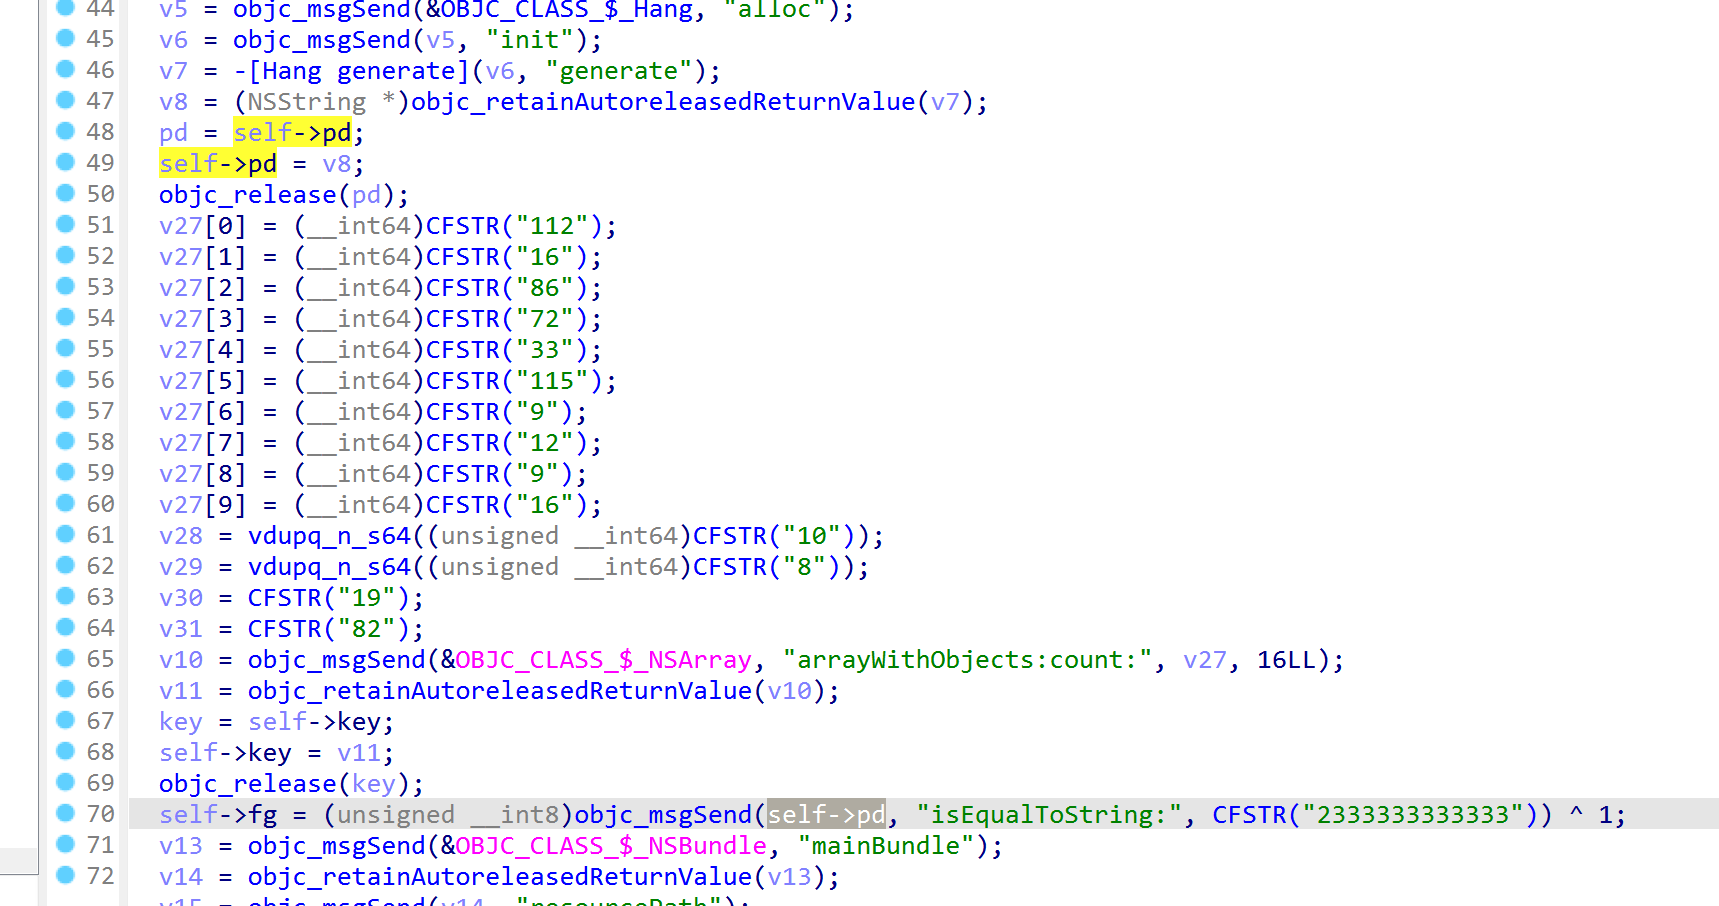 44 v5 = objc_msgSend(&OBJC_CLASS_$_Hang, "alloc");
45 v6 = objc_msgSend(v5, "init");
46 v7 = -[Hang generate](v6, "generate");
47 v8 = (NSString *)objc_retainAutoreleasedReturnValue(v7);
48 pd = self->pd;
49 self->pd = v8;
50 objc_release(pd);
51 v27[0] = (__int64)CFSTR("112");
52 v27[1] = (__int64)CFSTR("16");
53 v27[2] = (__int64)CFSTR("86");
54 v27[3] = (__int64)CFSTR("72");
55 v27[4] = (__int64)CFSTR("33");
56 v27[5] = (__int64)CFSTR("115");
57 v27[6] = (__int64)CFSTR("9");
58 v27[7] = (__int64)CFSTR("12");
59 v27[8] = (__int64)CFSTR("9");
60 v27[9] = (__int64)CFSTR("16");
61 v28 = vdupq_n_s64((unsigned __int64)CFSTR("10"));
62 v29 = vdupq_n_s64((unsigned __int64)CFSTR("8"));
63 v30 = CFSTR("19");
64 v31 = CFSTR("82");
65 v10 = objc_msgSend(&OBJC_CLASS_$_NSArray, "arrayWithObjects:count:", v27, 16LL);
66 v11 = objc_retainAutoreleasedReturnValue(v10);
67 key = self->key;
68 self->key = v11;
69 objc_release(key);
70 self->fg = (unsigned __int8)objc_msgSend(self->pd, "isEqualToString:", CFSTR("2333333333333")) ^ 1;
71 v13 = objc_msgSend(&OBJC_CLASS_$_NSBundle, "mainBundle");
72 v14 = objc_retainAutoreleasedReturnValue(v13);
v15 = objc_msgSend(v14, "resourcePath");